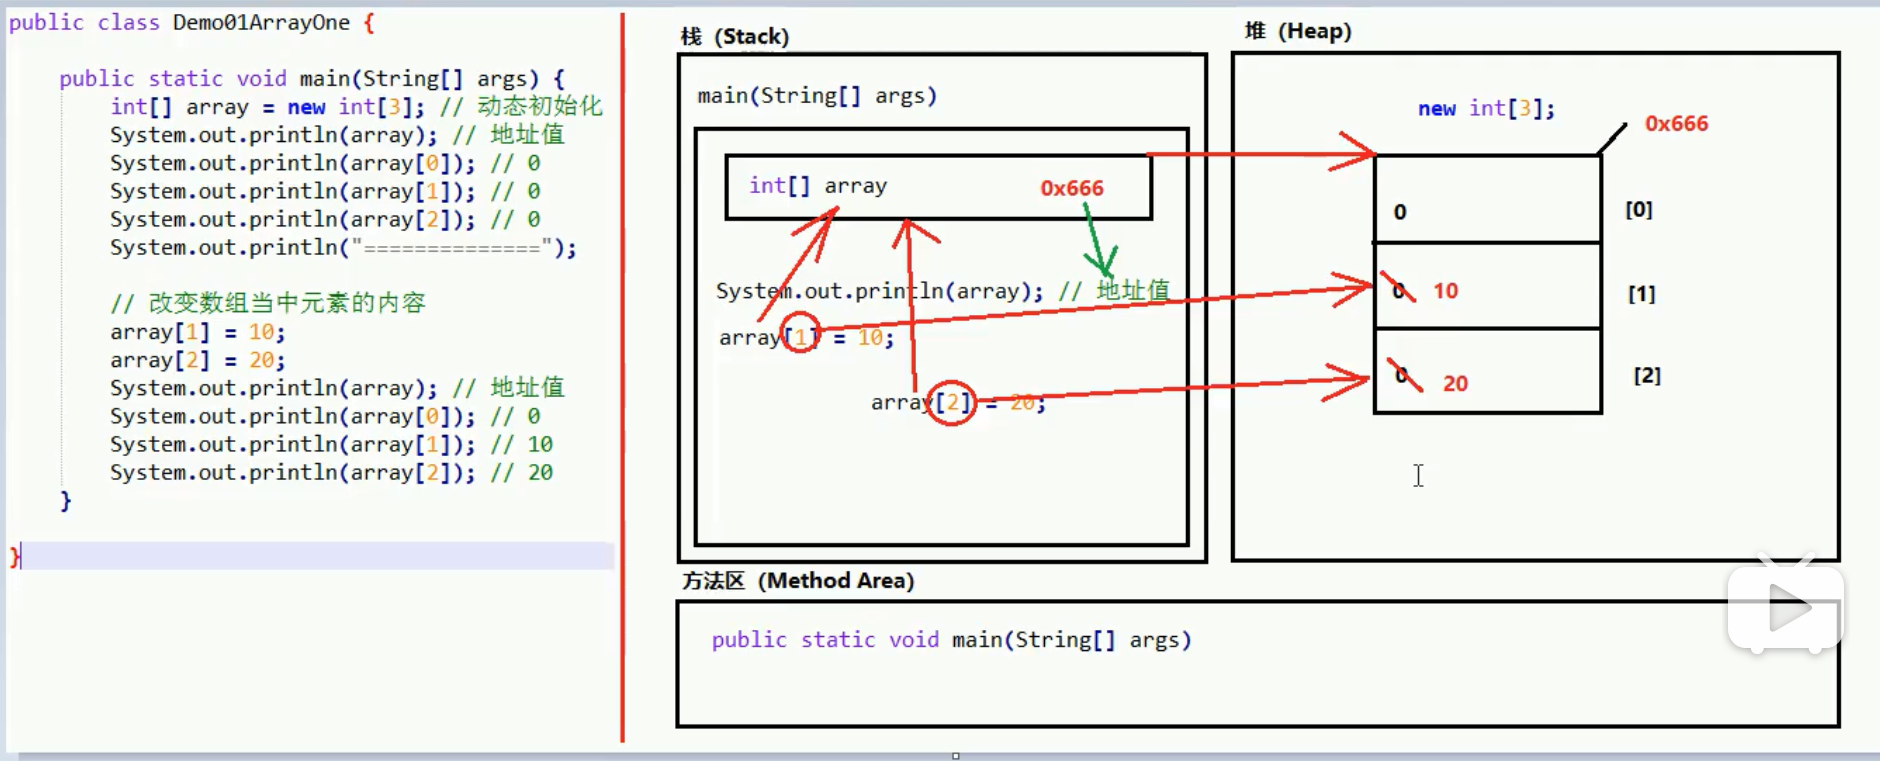 public class Demo01ArrayOne {
public static void main(String[] args) {
int[] array = new int[3]; // 动态初始化
System.out.println(array); // 地址值
System.out.println(array[0]); // 0
System.out.println(array[1]); // 0
System.out.println(array[2]); // 0
System.out.println("==============");
// 改变数组当中元素的内容
array[1] = 10;
array[2] = 20;
System.out.println(array); // 地址值
System.out.println(array[0]); // 0
System.out.println(array[1]); // 10
System.out.println(array[2]); // 20
}
}
栈 (Stack)
main(String[] args)
int[] array 0x666
System.out.println(array); // 地址值
array[1] = 10;
array[2] = 20;
堆 (Heap)
new int[3];
0x666
0 [0]
0 10 [1]
0 20 [2]
方法区 (Method Area)
public static void main(String[] args)